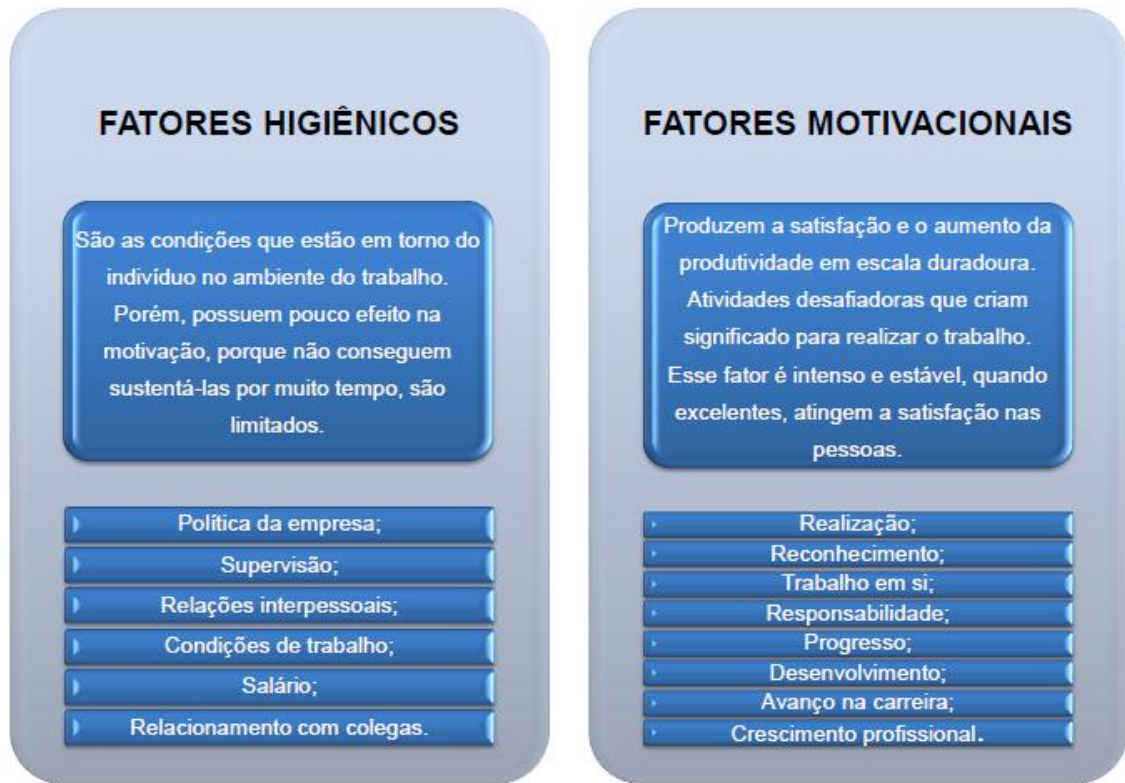 FATORES HIGIÊNICOS
São as condições que estão em torno do
indivíduo no ambiente do trabalho.
Porém, possuem pouco efeito na
motivação, porque não conseguem
sustentá-las por muito tempo, são
limitados.
Política da empresa;
Supervisão;
Relações interpessoais;
Condições de trabalho;
Salário;
Relacionamento com colegas.
FATORES MOTIVACIONAIS
Produzem a satisfação e o aumento da
produtividade em escala duradoura.
Atividades desafiadoras que criam
significado para realizar o trabalho.
Esse fator é intenso e estável, quando
excelentes, atingem a satisfação nas
pessoas.
Realização;
Reconhecimento;
Trabalho em si;
Responsabilidade;
Progresso;
Desenvolvimento;
Avanço na carreira;
Crescimento profissional.